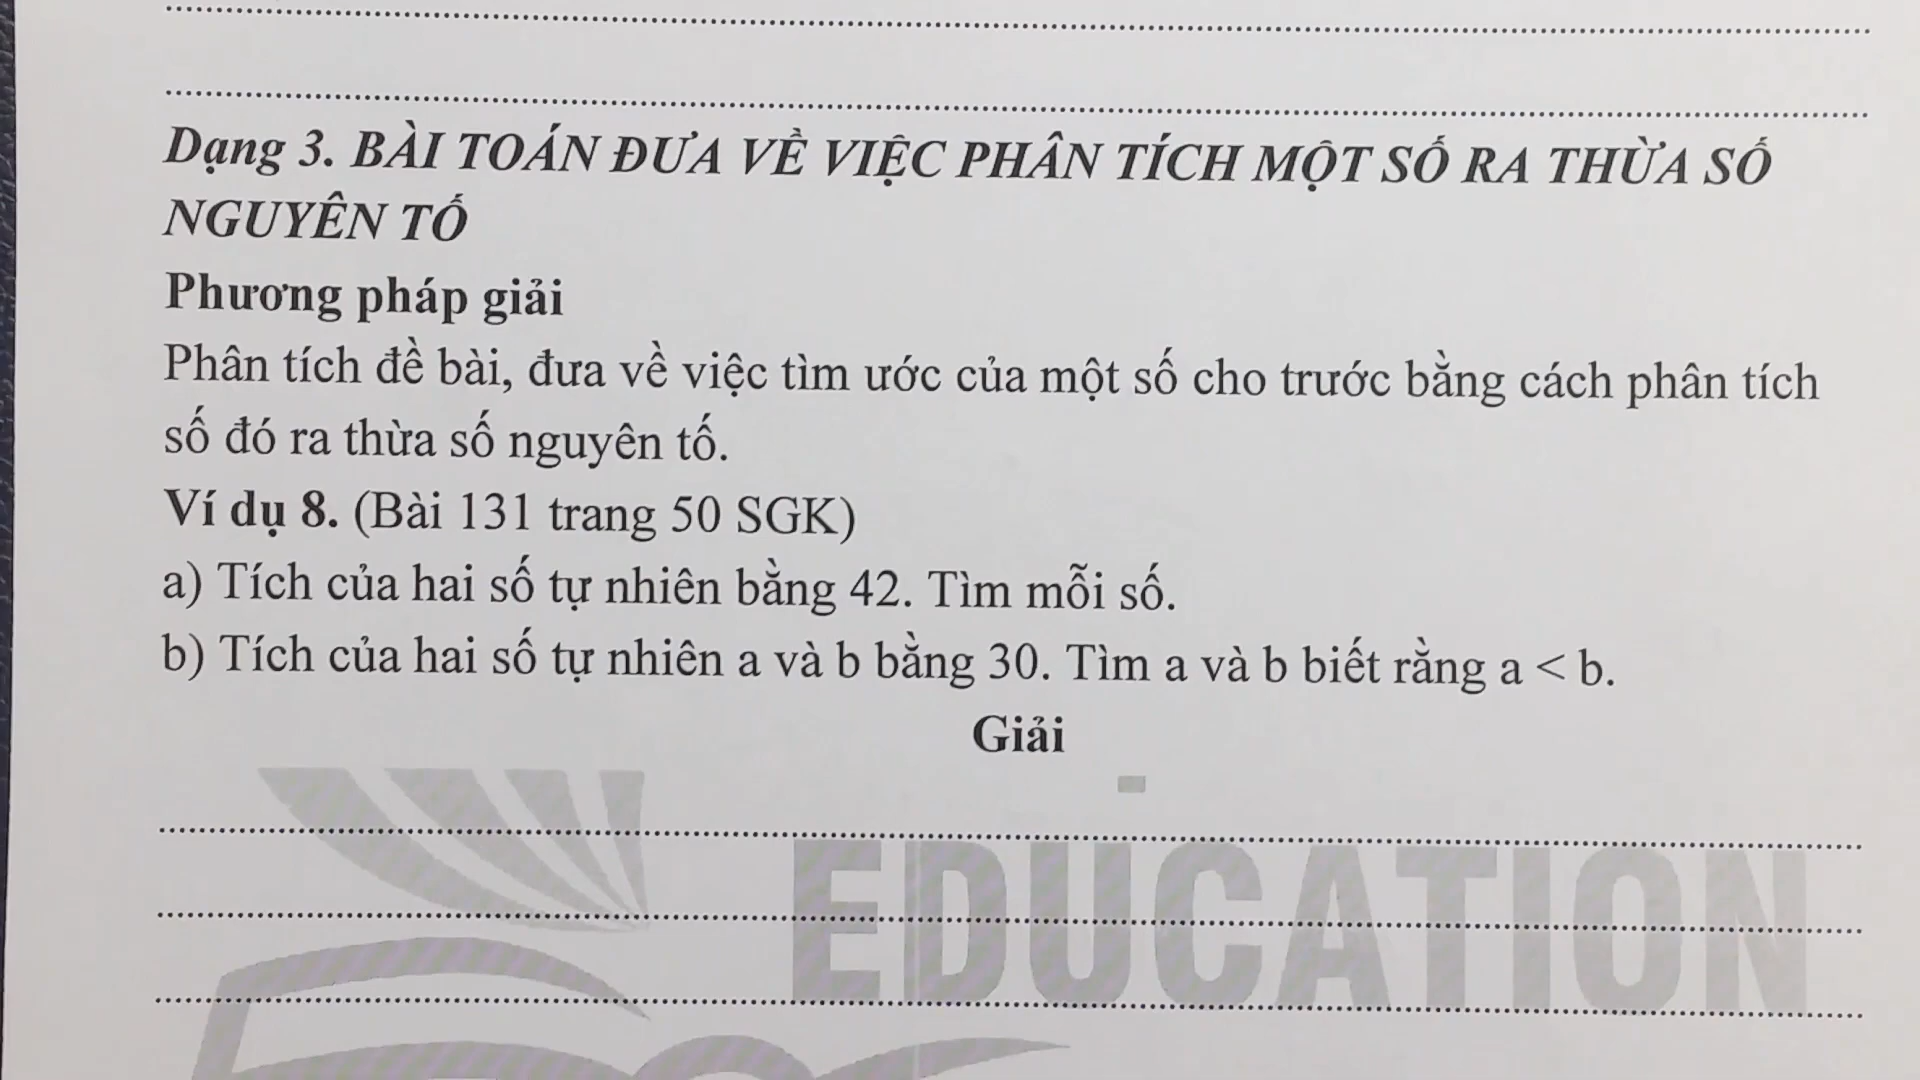 Dạng 3. BÀI TOÁN ĐƯA VỀ VIỆC PHÂN TÍCH MỘT SỐ RA THỪA SỐ
NGUYÊN TỐ
Phương pháp giải
Phân tích đề bài, đưa về việc tìm ước của một số cho trước bằng cách phân tích
số đó ra thừa số nguyên tố.
Ví dụ 8. (Bài 131 trang 50 SGK)
a) Tích của hai số tự nhiên bằng 42. Tìm mỗi số.
b) Tích của hai số tự nhiên a và b bằng 30. Tìm a và b biết rằng a < b.
Giải
EDUCATION